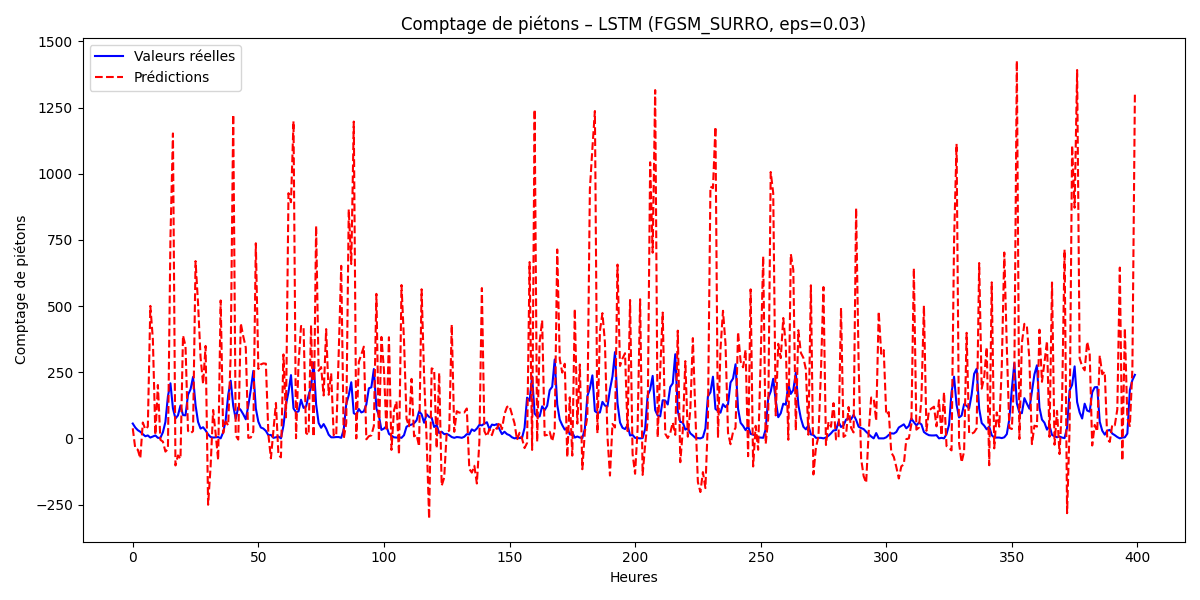 Comptage de piétons – LSTM (FGSM_SURRO, eps=0.03)
Valeurs réelles
Prédictions
Comptage de piétons
1500
1250
1000
750
500
250
0
−250
0 50 100 150 200 250 300 350 400
Heures